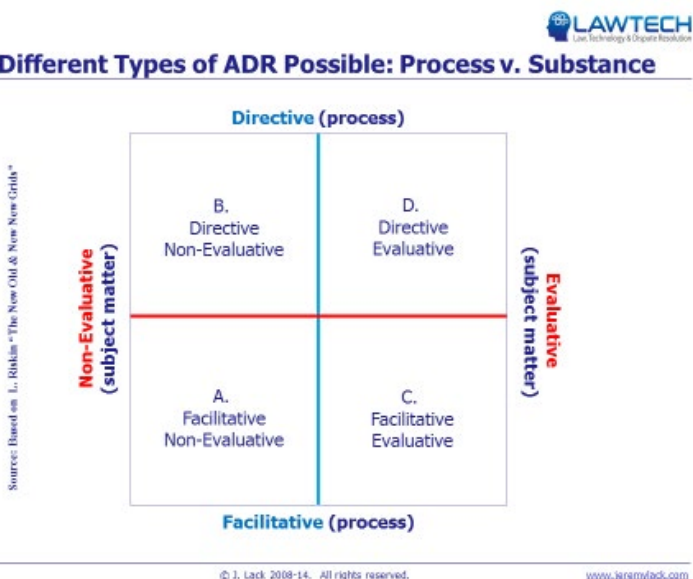 LAWTECH
Law, Technology & Dispute Resolution
Different Types of ADR Possible: Process v. Substance
Directive (process)
Source: Based on L. Riskin "The New Old & New New Grids"
Non-Evaluative
(subject matter)
B.
Directive
Non-Evaluative
D.
Directive
Evaluative
Evaluative
(subject matter)
A.
Facilitative
Non-Evaluative
C.
Facilitative
Evaluative
Facilitative (process)
© J. Lack 2008-14. All rights reserved.
www.jeremylack.com